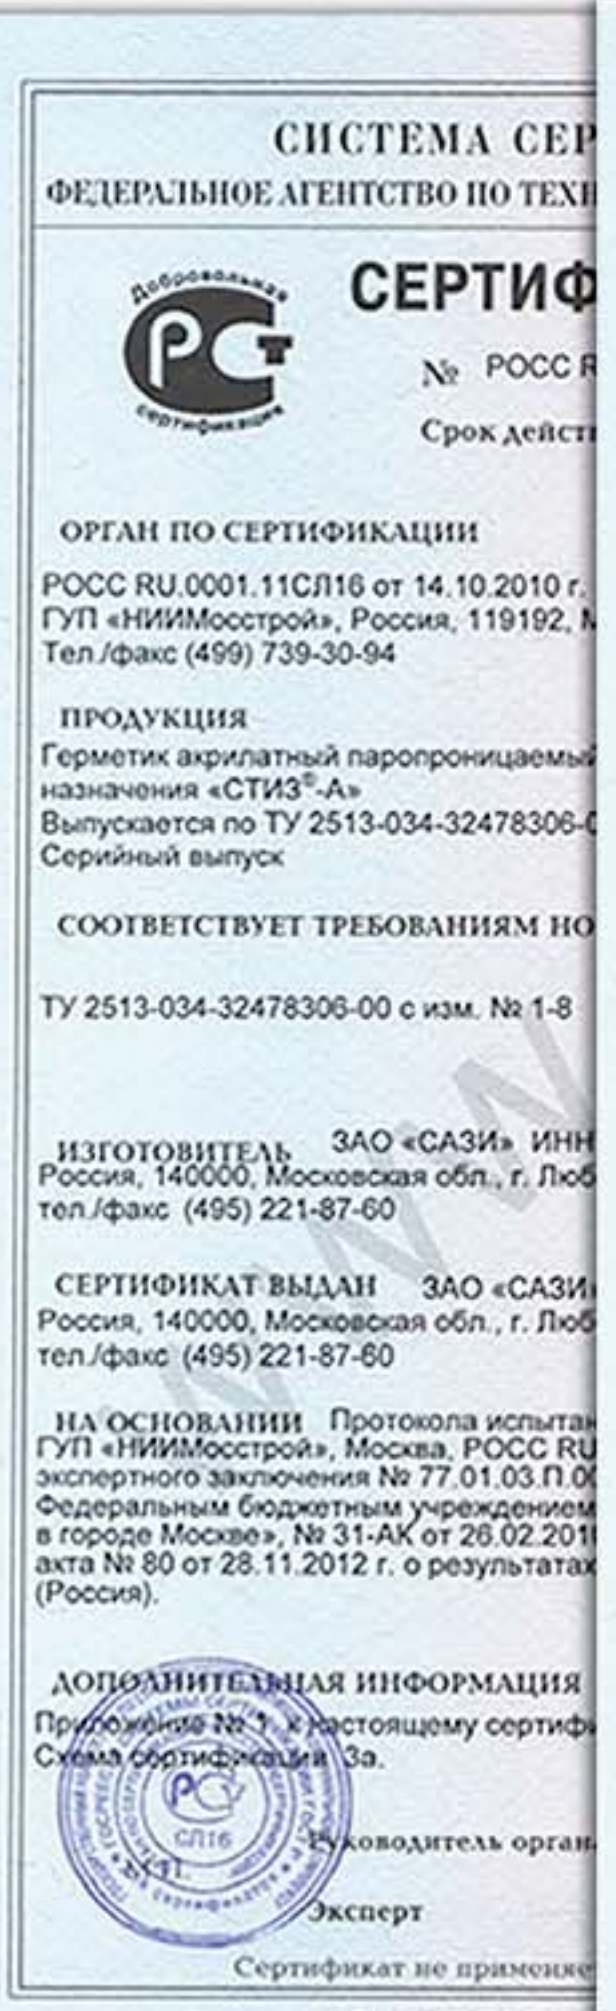 СИСТЕМА СЕР
ФЕДЕРАЛЬНОЕ АГЕНТСТВО ПО ТЕХН
Добровольная
РСТ
сертификация
СЕРТИФ
№ РОСС R
Срок дейст
ОРГАН ПО СЕРТИФИКАЦИИ
РОСС RU.0001.11СЛ16 от 14.10.2010 г.
ГУП «НИИМосстрой», Россия, 119192, М
Тел./факс (499) 739-30-94
ПРОДУКЦИЯ
Герметик акрилатный паропроницаемый
назначения «СТИЗ®-А»
Выпускается по ТУ 2513-034-32478306-0
Серийный выпуск
СООТВЕТСТВУЕТ ТРЕБОВАНИЯМ НО
ТУ 2513-034-32478306-00 с изм. № 1-8
ИЗГОТОВИТЕЛЬ ЗАО «САЗИ» ИНН
Россия, 140000, Московская обл., г. Люб
тел./факс (495) 221-87-60
СЕРТИФИКАТ ВЫДАН ЗАО «САЗИ»
Россия, 140000, Московская обл., г. Люб
тел./факс (495) 221-87-60
НА ОСНОВАНИИ Протокола испытан
ГУП «НИИМосстрой», Москва, РОСС RU
экспертного заключения № 77.01.03.П.00
Федеральным бюджетным учреждением
в городе Москве», № 31-АК от 26.02.201
акта № 80 от 28.11.2012 г. о результатах
(Россия).
ДОПОЛНИТЕЛЬНАЯ ИНФОРМАЦИЯ
Приложение № 1 к настоящему сертифи
Схема сертификации 3а.
РСТ
СЛ16
М.П.
Руководитель орган
Эксперт
Сертификат не применяе
www